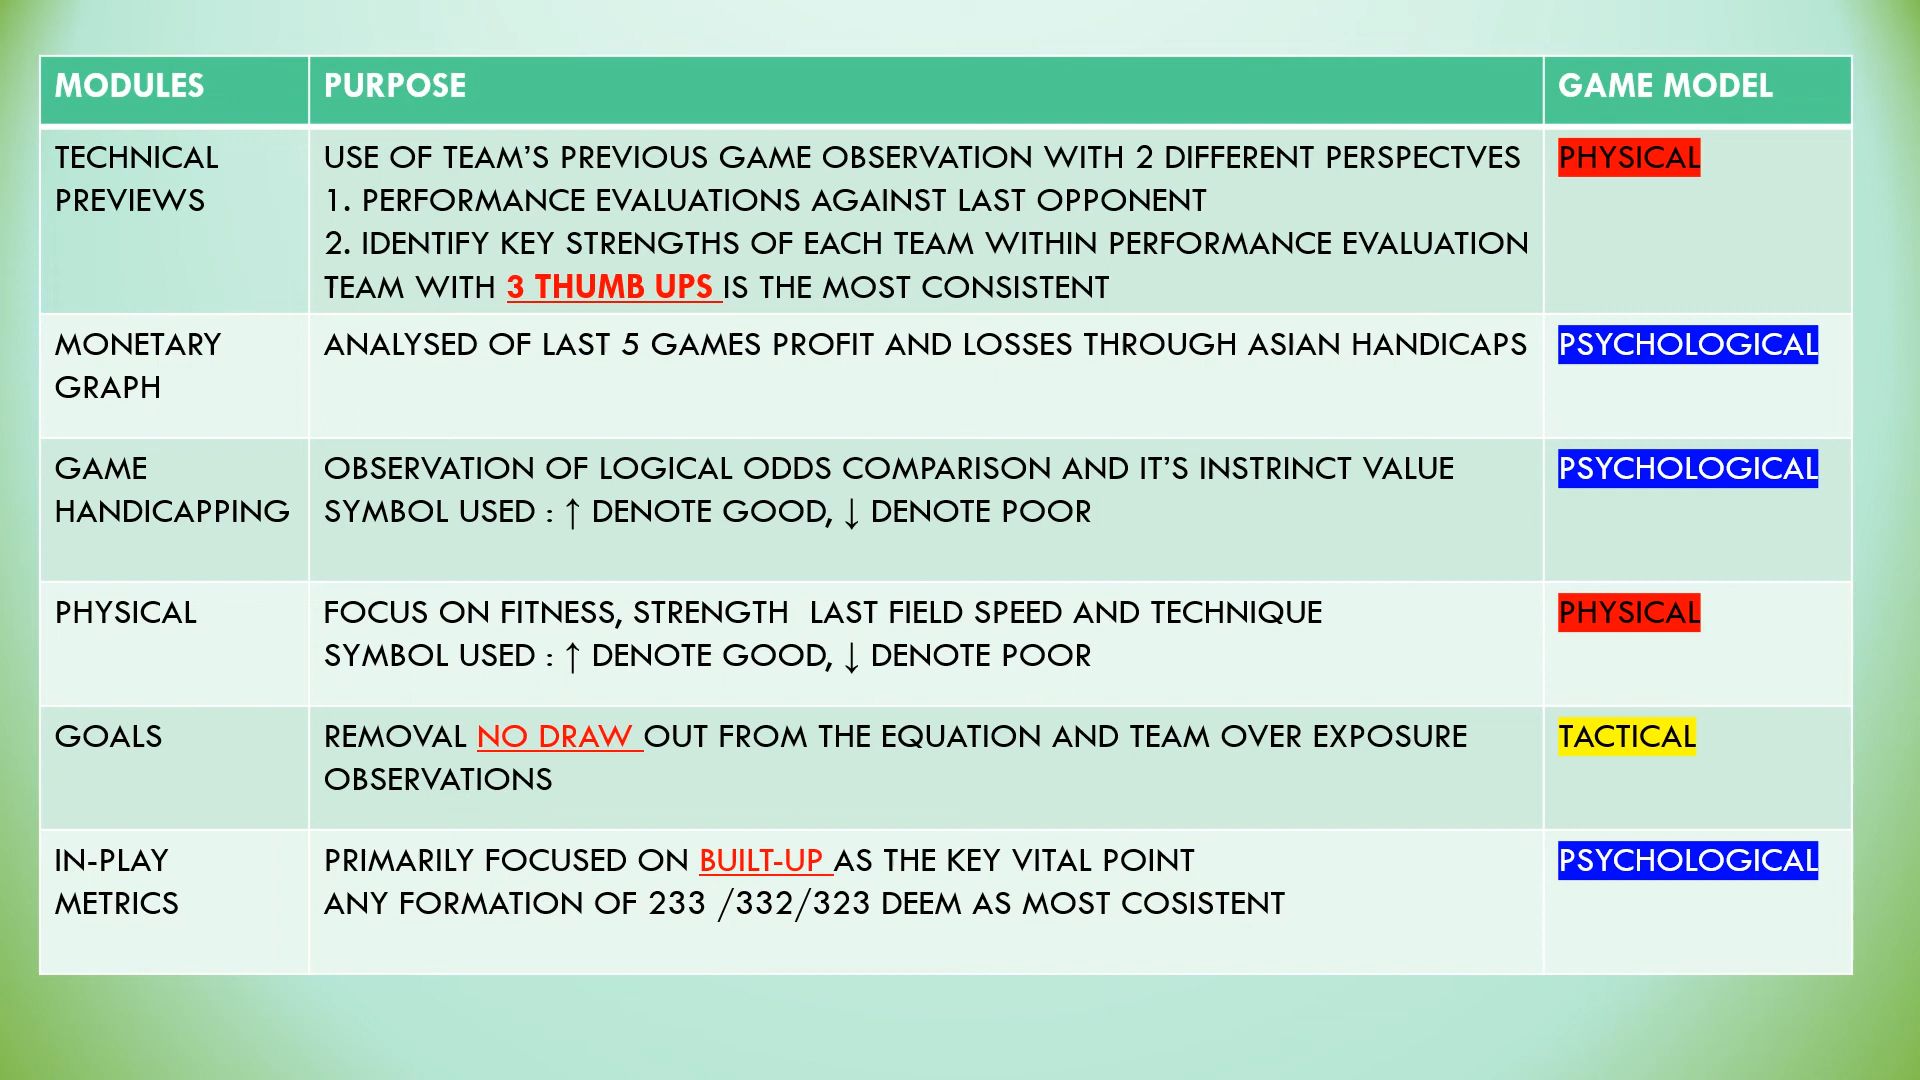 MODULES
PURPOSE
GAME MODEL
TECHNICAL
PREVIEWS
USE OF TEAM’S PREVIOUS GAME OBSERVATION WITH 2 DIFFERENT PERSPECTVES
1. PERFORMANCE EVALUATIONS AGAINST LAST OPPONENT
2. IDENTIFY KEY STRENGTHS OF EACH TEAM WITHIN PERFORMANCE EVALUATION
TEAM WITH 3 THUMB UPS IS THE MOST CONSISTENT
PHYSICAL
MONETARY
GRAPH
ANALYSED OF LAST 5 GAMES PROFIT AND LOSSES THROUGH ASIAN HANDICAPS
PSYCHOLOGICAL
GAME
HANDICAPPING
OBSERVATION OF LOGICAL ODDS COMPARISON AND IT’S INSTRINCT VALUE
SYMBOL USED : ↑ DENOTE GOOD, ↓ DENOTE POOR
PSYCHOLOGICAL
PHYSICAL
FOCUS ON FITNESS, STRENGTH  LAST FIELD SPEED AND TECHNIQUE
SYMBOL USED : ↑ DENOTE GOOD, ↓ DENOTE POOR
PHYSICAL
GOALS
REMOVAL NO DRAW OUT FROM THE EQUATION AND TEAM OVER EXPOSURE
OBSERVATIONS
TACTICAL
IN-PLAY
METRICS
PRIMARILY FOCUSED ON BUILT-UP AS THE KEY VITAL POINT
ANY FORMATION OF 233 /332/323 DEEM AS MOST COSISTENT
PSYCHOLOGICAL